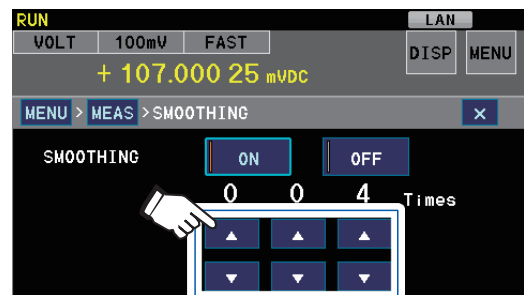 RUN LAN
VOLT 100mV FAST DISP MENU
+ 107.000 25 mVDC
MENU > MEAS > SMOOTHING ×
SMOOTHING ON OFF
0 0 4 Times
▲ ▲ ▲
▼ ▼ ▼